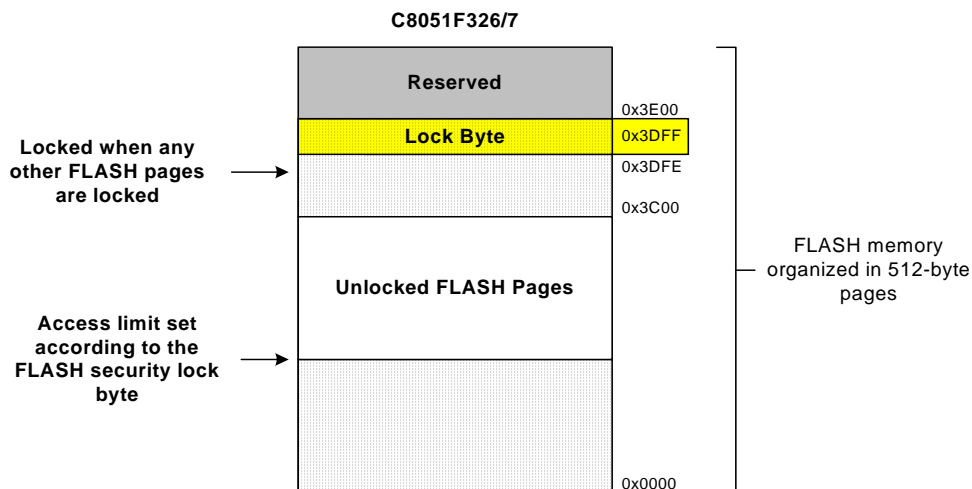 C8051F326/7
Reserved
0x3E00
Lock Byte
0x3DFF
Locked when any
other FLASH pages
are locked
0x3DFE
0x3C00
Unlocked FLASH Pages
FLASH memory
organized in 512-byte
pages
Access limit set
according to the
FLASH security lock
byte
0x0000